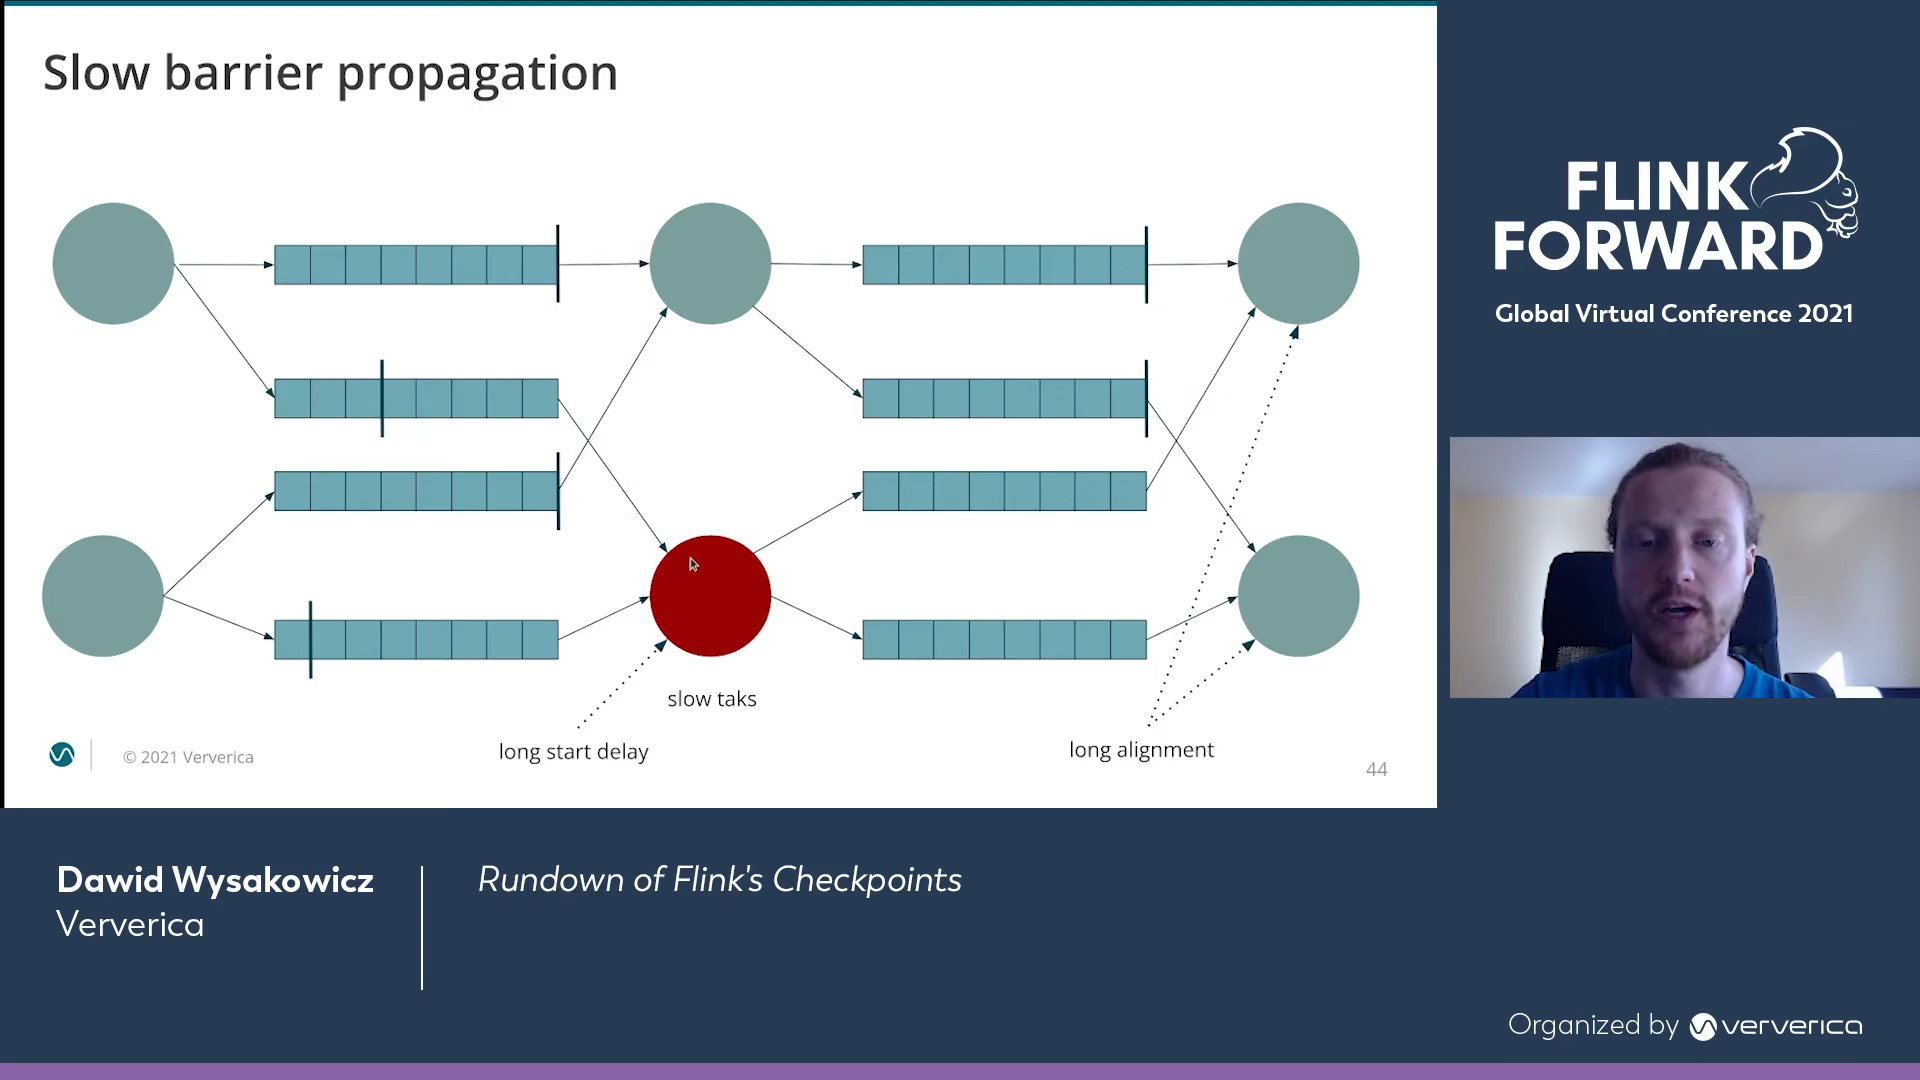 Slow barrier propagation
slow taks
long start delay
long alignment
© 2021 Ververica
44
FLINK
FORWARD
Global Virtual Conference 2021
Dawid Wysakowicz
Ververica
Rundown of Flink's Checkpoints
Organized by ververica